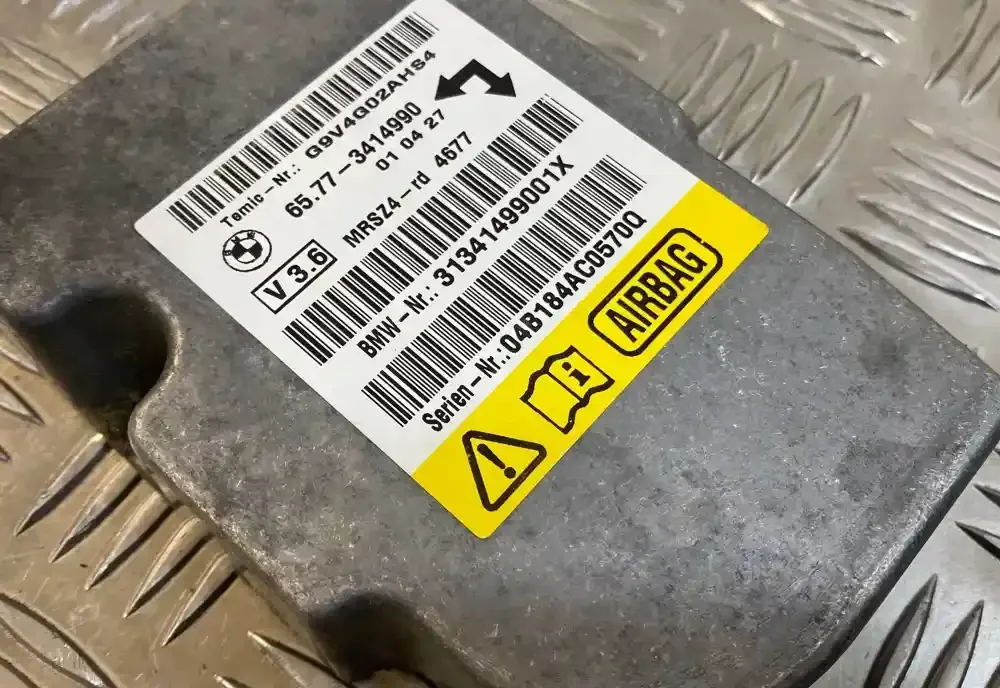 Temic-Nr.: G9V4G02AHS4
65.77-3414990
01 04 27
V 3.6
MRSZ4-rd 4677
BMW-Nr.: 31341499001X
Serien-Nr.:04B184AC0570Q
i
AIRBAG